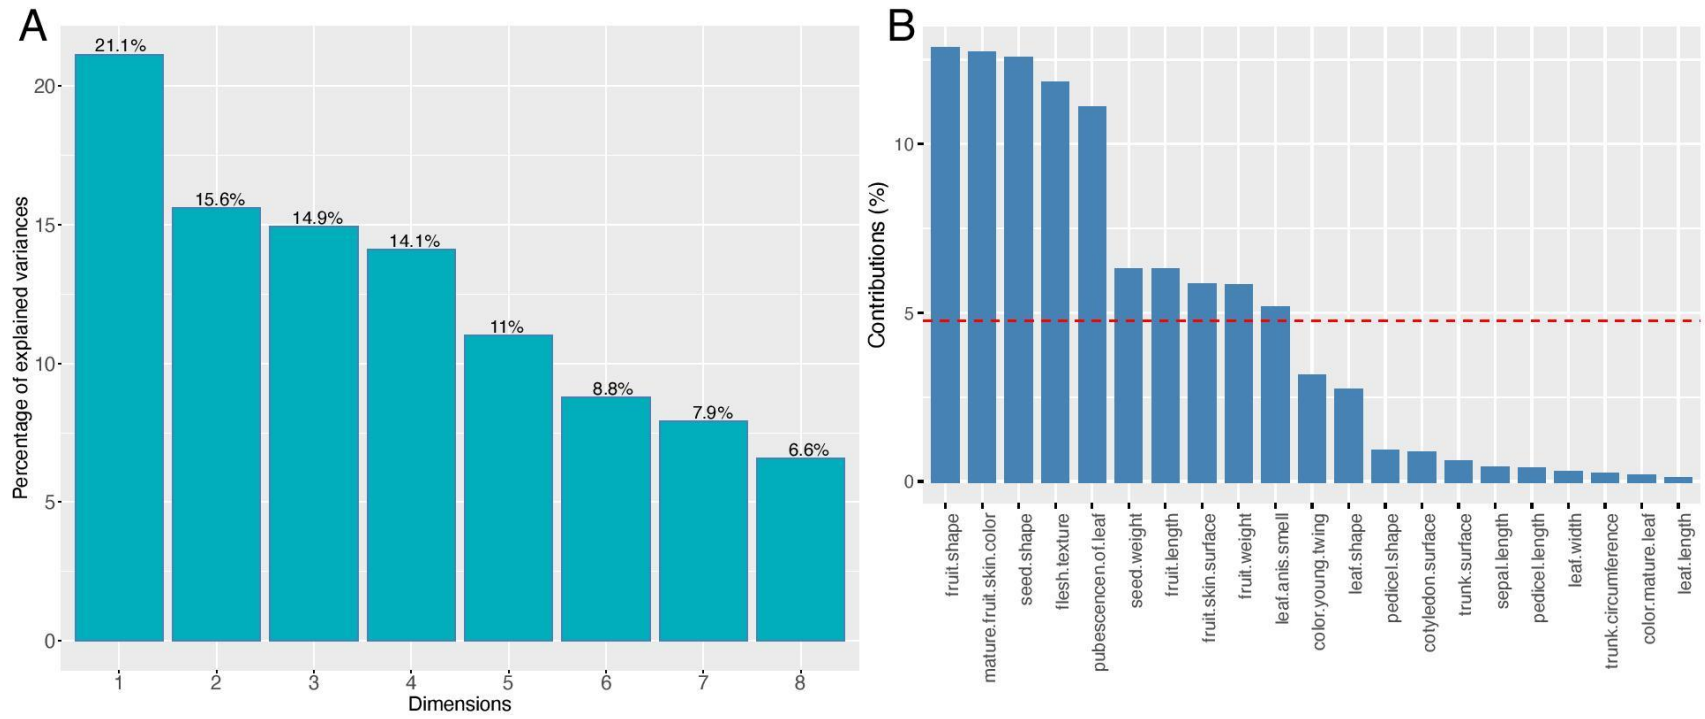 A
Percentage of explained variances
20
15
10
5
0
21.1%
15.6%
14.9%
14.1%
11%
8.8%
7.9%
6.6%
1 2 3 4 5 6 7 8
Dimensions
B
Contributions (%)
10
5
0
fruit.shape
mature.fruit.skin.color
seed.shape
flesh.texture
pubescencen.of.leaf
seed.weight
fruit.length
fruit.skin.surface
fruit.weight
leaf.anis.smell
color.young.twing
leaf.shape
pedicel.shape
cotyledon.surface
trunk.surface
sepal.length
pedicel.length
leaf.width
trunk.circumference
color.mature.leaf
leaf.length